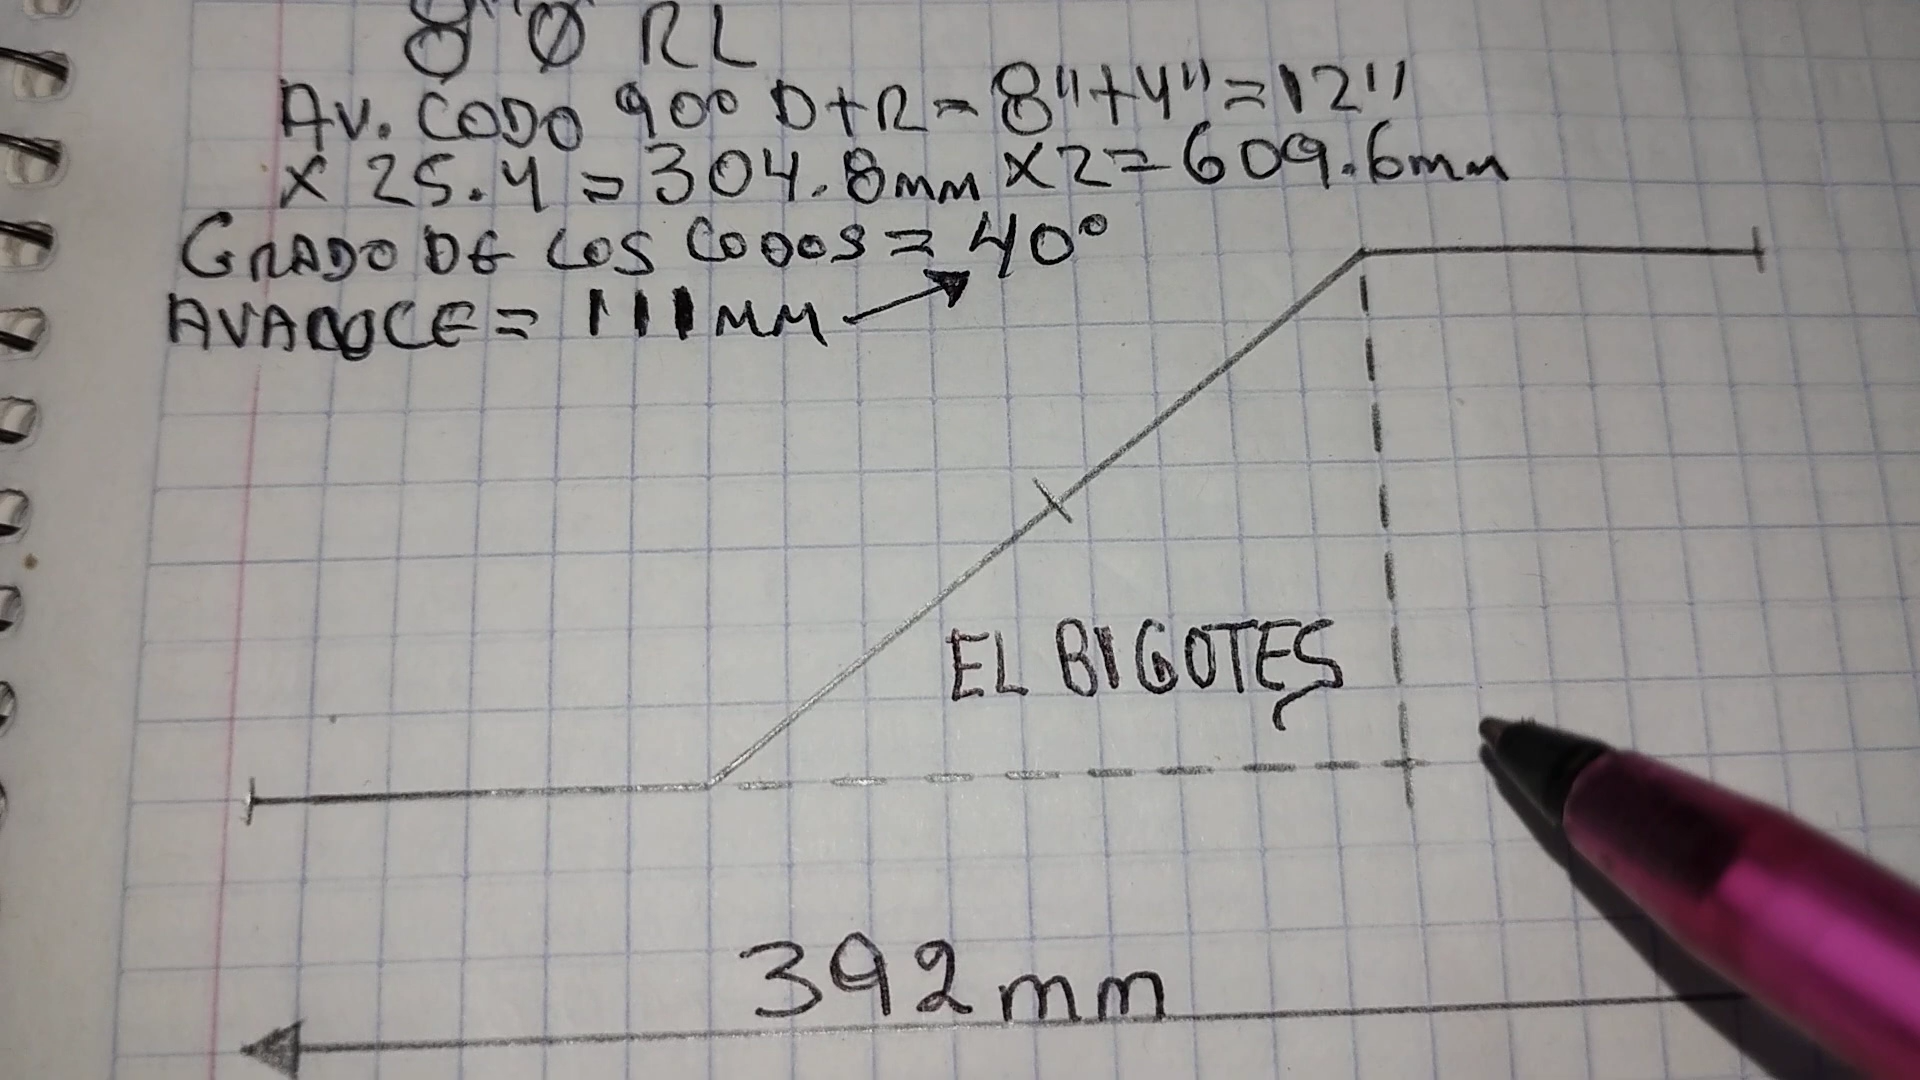 8" Ø RL
AV. CODO 90° D+R = 8"+4" = 12"
X 25.4 = 304.8mm X2 = 609.6mm
GRADO DE LOS CODOS = 40°
AVANCE = 111MM
EL BIGOTES
392mm